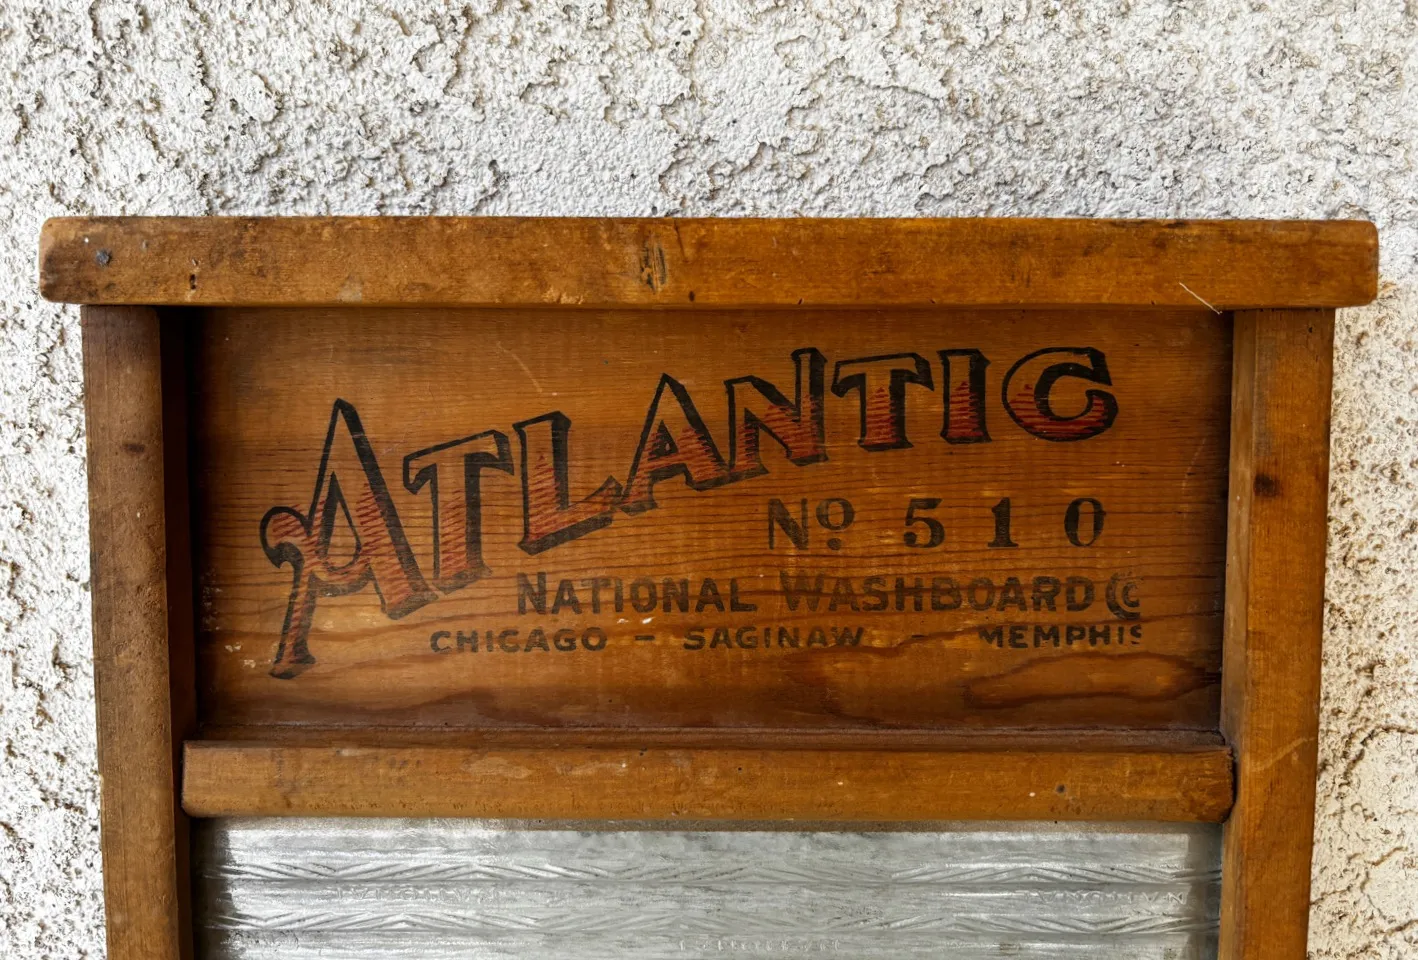 ATLANTIC
No 510
NATIONAL WASHBOARD Co
CHICAGO - SAGINAW - MEMPHIS